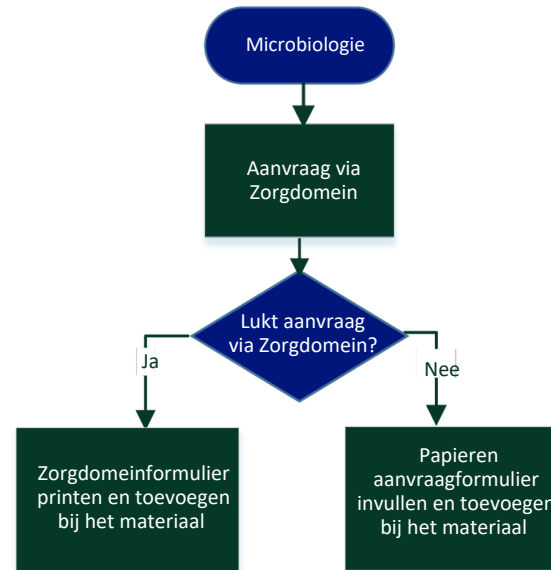 Microbiologie
Aanvraag via
Zorgdomein
Lukt aanvraag
via Zorgdomein?
Ja
Nee
Zorgdomeinformulier
printen en toevoegen
bij het materiaal
Papieren
aanvraagformulier
invullen en toevoegen
bij het materiaal